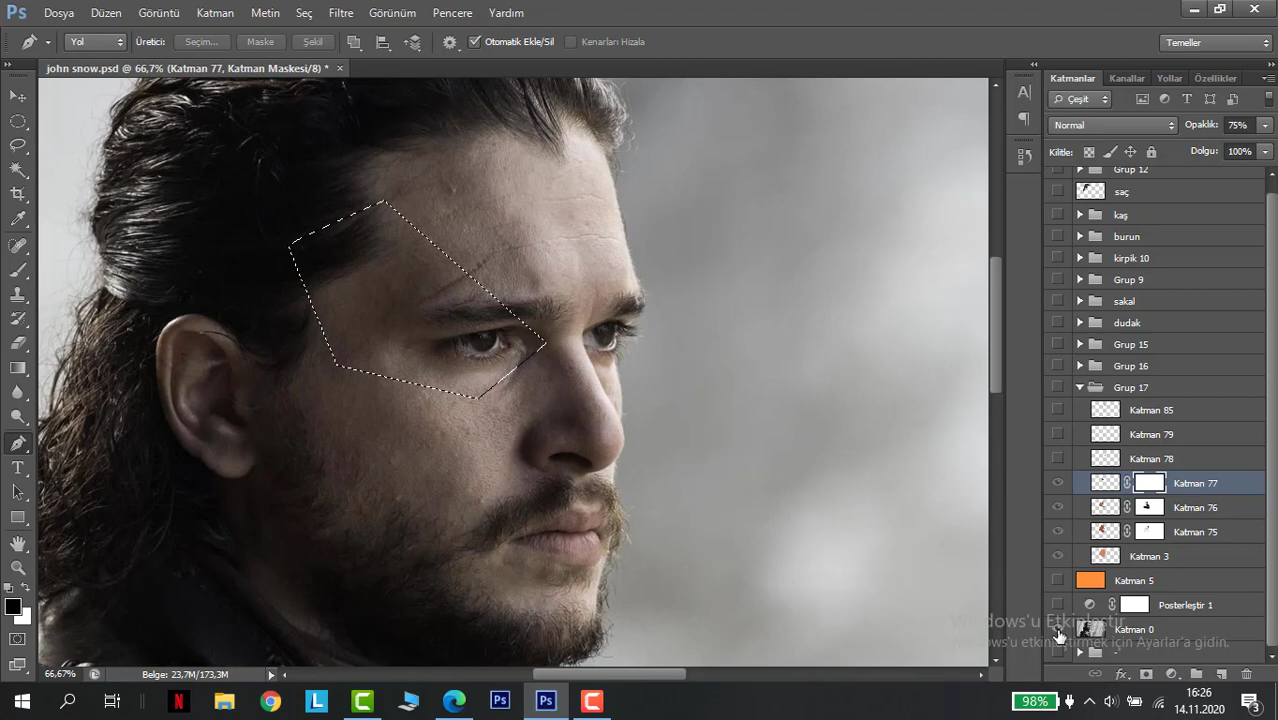 Ps Dosya Düzen Görüntü Katman Metin Seç Filtre Görünüm Pencere Yardım
Yol Üretici: Seçim... Maske Şekil Otomatik Ekle/Sil Kenarları Hizala Temeller
john snow.psd @ 66,7% (Katman 77, Katman Maskesi/8) *
Katmanlar Kanallar Yollar Özellikler
Çeşit
Normal Opaklık: 75%
Kilitle: Dolgu: 100%
Grup 12
saç
kaş
burun
kirpik 10
Grup 9
sakal
dudak
Grup 15
Grup 16
Grup 17
Katman 85
Katman 79
Katman 78
Katman 77
Katman 76
Katman 75
Katman 3
Katman 5
Posterleştir 1
Windows'u Etkinleştir
Katman 0
Windows'u etkinleştirmek için Ayarlar'a gidin.
66,67% Belge: 23,7M/173,3M
98% 16:26
14.11.2020
3